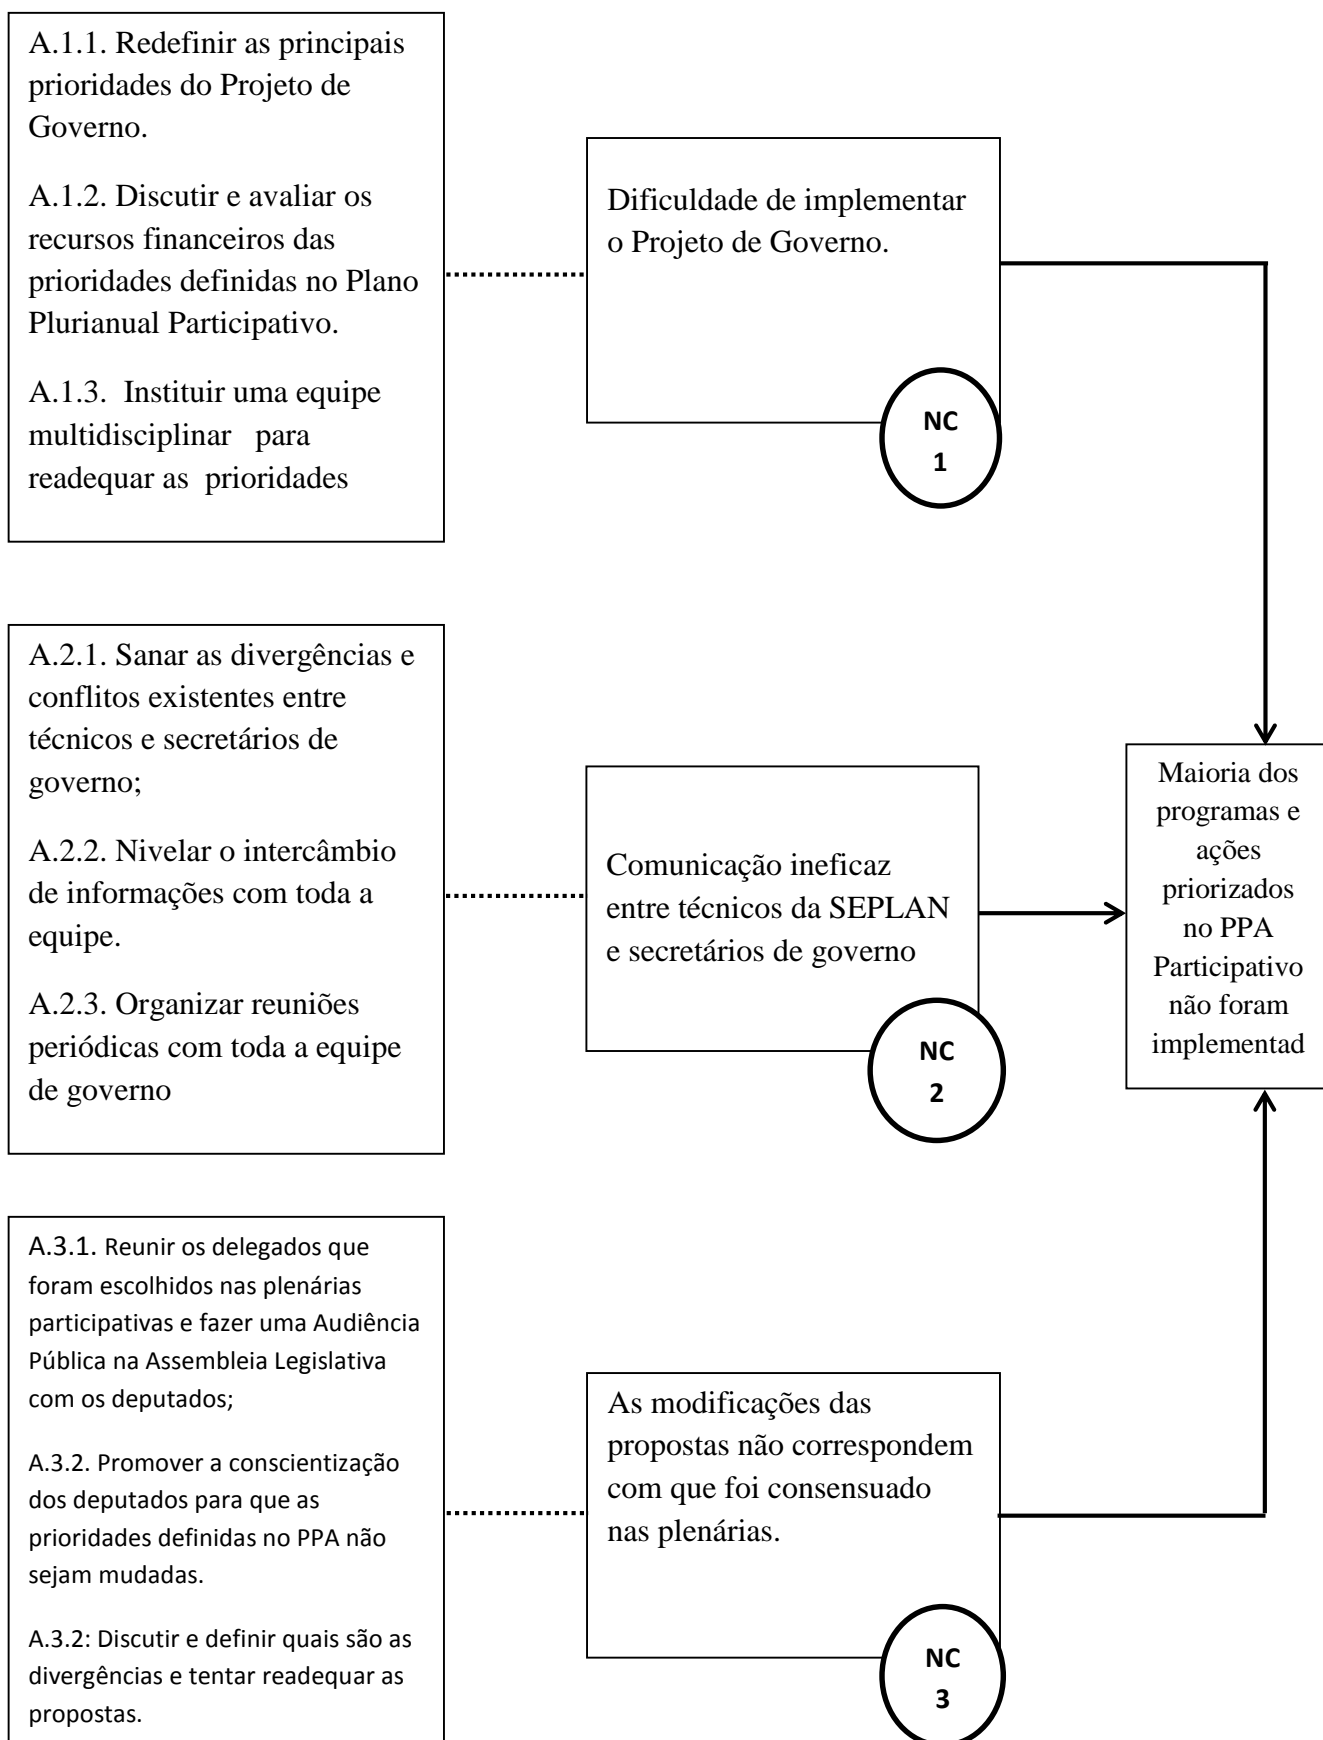 A.1.1. Redefinir as principais
prioridades do Projeto de
Governo.
A.1.2. Discutir e avaliar os
recursos financeiros das
prioridades definidas no Plano
Plurianual Participativo.
A.1.3.  Instituir uma equipe
multidisciplinar   para
readequar as  prioridades
Dificuldade de implementar
o Projeto de Governo.
NC
1
A.2.1. Sanar as divergências e
conflitos existentes entre
técnicos e secretários de
governo;
A.2.2. Nivelar o intercâmbio
de informações com toda a
equipe.
A.2.3. Organizar reuniões
periódicas com toda a equipe
de governo
Comunicação ineficaz
entre técnicos da SEPLAN
e secretários de governo
NC
2
Maioria dos
programas e
ações
priorizados
no PPA
Participativo
não foram
implementad
A.3.1. Reunir os delegados que
foram escolhidos nas plenárias
participativas e fazer uma Audiência
Pública na Assembleia Legislativa
com os deputados;
A.3.2. Promover a conscientização
dos deputados para que as
prioridades definidas no PPA não
sejam mudadas.
A.3.2: Discutir e definir quais são as
divergências e tentar readequar as
propostas.
As modificações das
propostas não correspondem
com que foi consensuado
nas plenárias.
NC
3